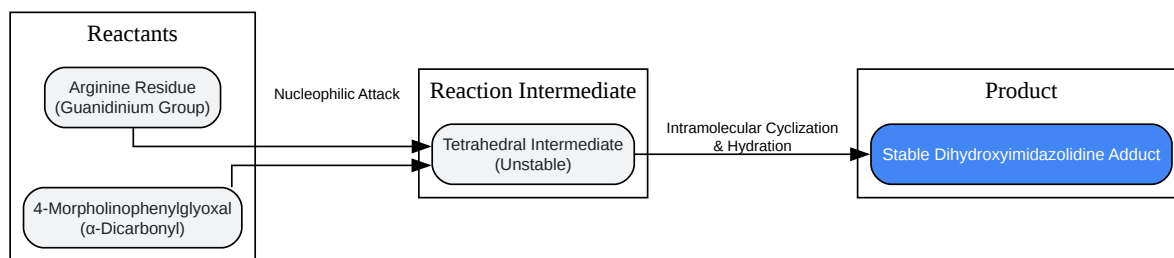 Reactants
Arginine Residue
(Guanidinium Group)
4-Morpholinophenylglyoxal
(α-Dicarbonyl)
Nucleophilic Attack
Reaction Intermediate
Tetrahedral Intermediate
(Unstable)
Intramolecular Cyclization
& Hydration
Product
Stable Dihydroxyimidazolidine Adduct